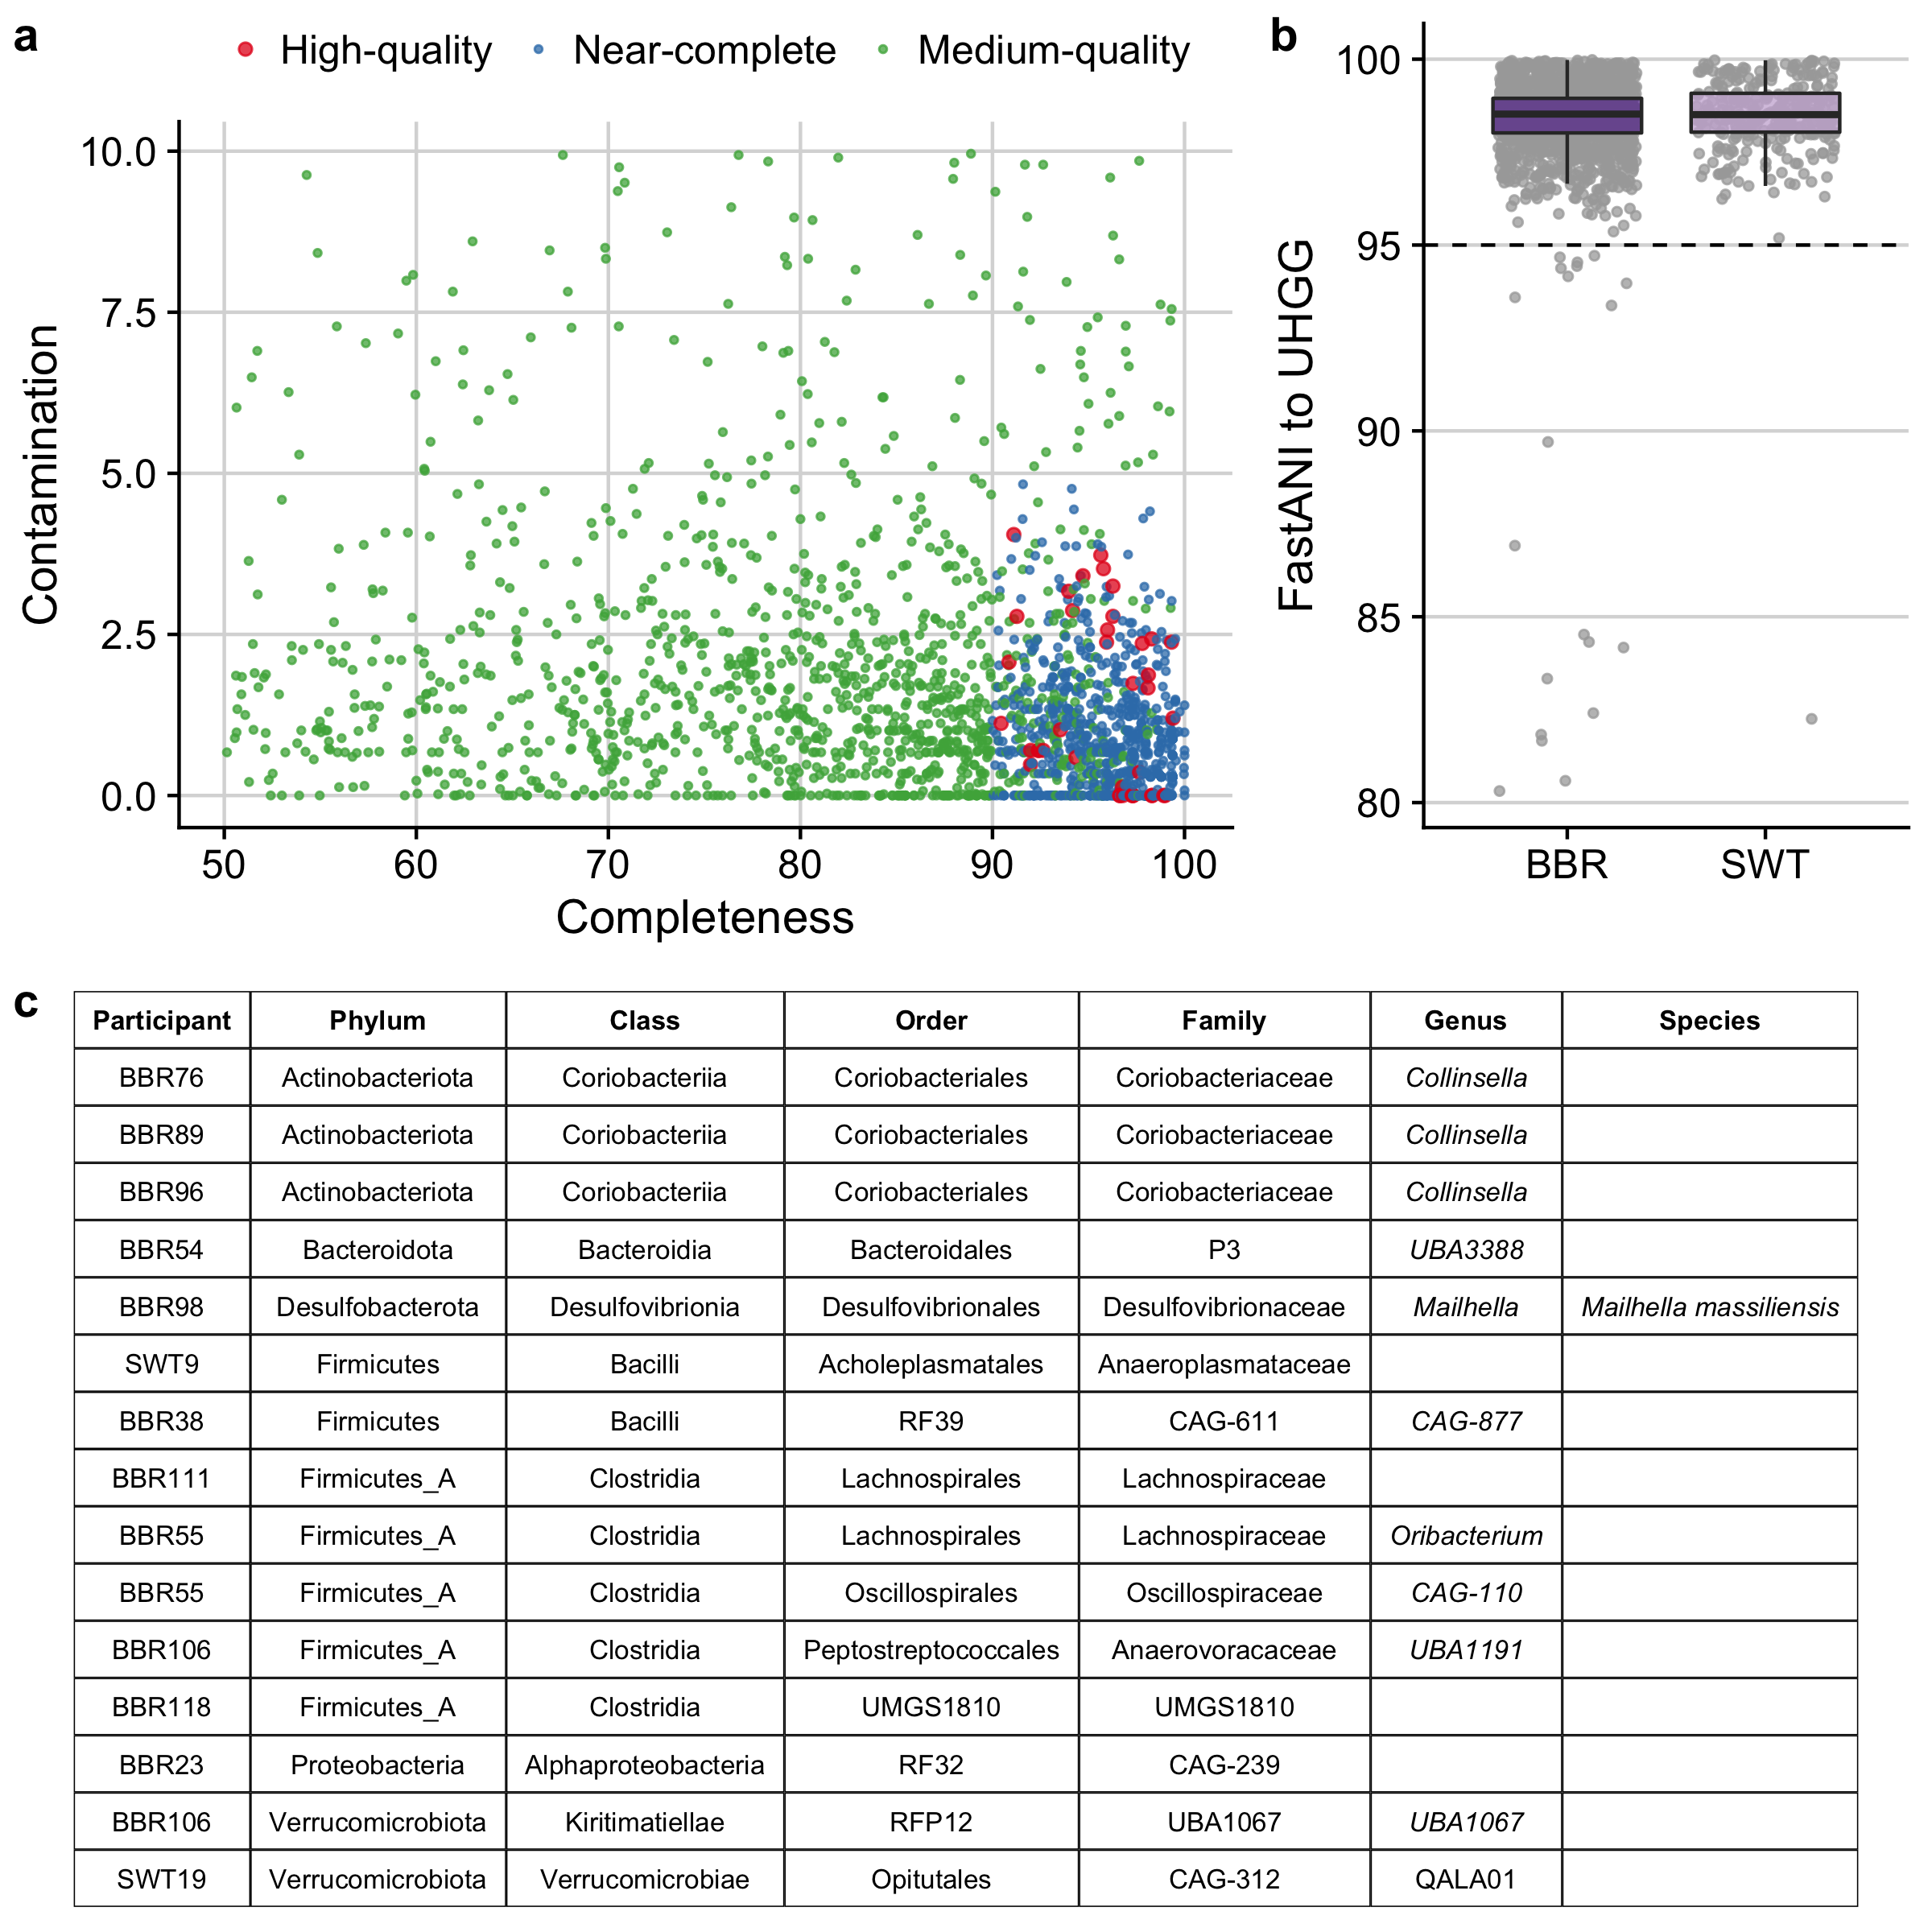 a
High-quality Near-complete Medium-quality
10.0
7.5
5.0
2.5
0.0
Contamination
50 60 70 80 90 100
Completeness
b
100
95
90
85
80
FastANI to UHGG
BBR SWT
c
Participant Phylum Class Order Family Genus Species
BBR76 Actinobacteriota Coriobacteriia Coriobacteriales Coriobacteriaceae Collinsella
BBR89 Actinobacteriota Coriobacteriia Coriobacteriales Coriobacteriaceae Collinsella
BBR96 Actinobacteriota Coriobacteriia Coriobacteriales Coriobacteriaceae Collinsella
BBR54 Bacteroidota Bacteroidia Bacteroidales P3 UBA3388
BBR98 Desulfobacterota Desulfovibrionia Desulfovibrionales Desulfovibrionaceae Mailhella Mailhella massiliensis
SWT9 Firmicutes Bacilli Acholeplasmatales Anaeroplasmataceae
BBR38 Firmicutes Bacilli RF39 CAG-611 CAG-877
BBR111 Firmicutes_A Clostridia Lachnospirales Lachnospiraceae
BBR55 Firmicutes_A Clostridia Lachnospirales Lachnospiraceae Oribacterium
BBR55 Firmicutes_A Clostridia Oscillospirales Oscillospiraceae CAG-110
BBR106 Firmicutes_A Clostridia Peptostreptococcales Anaerovoracaceae UBA1191
BBR118 Firmicutes_A Clostridia UMGS1810 UMGS1810
BBR23 Proteobacteria Alphaproteobacteria RF32 CAG-239
BBR106 Verrucomicrobiota Kiritimatiellae RFP12 UBA1067 UBA1067
SWT19 Verrucomicrobiota Verrucomicrobiae Opitutales CAG-312 QALA01